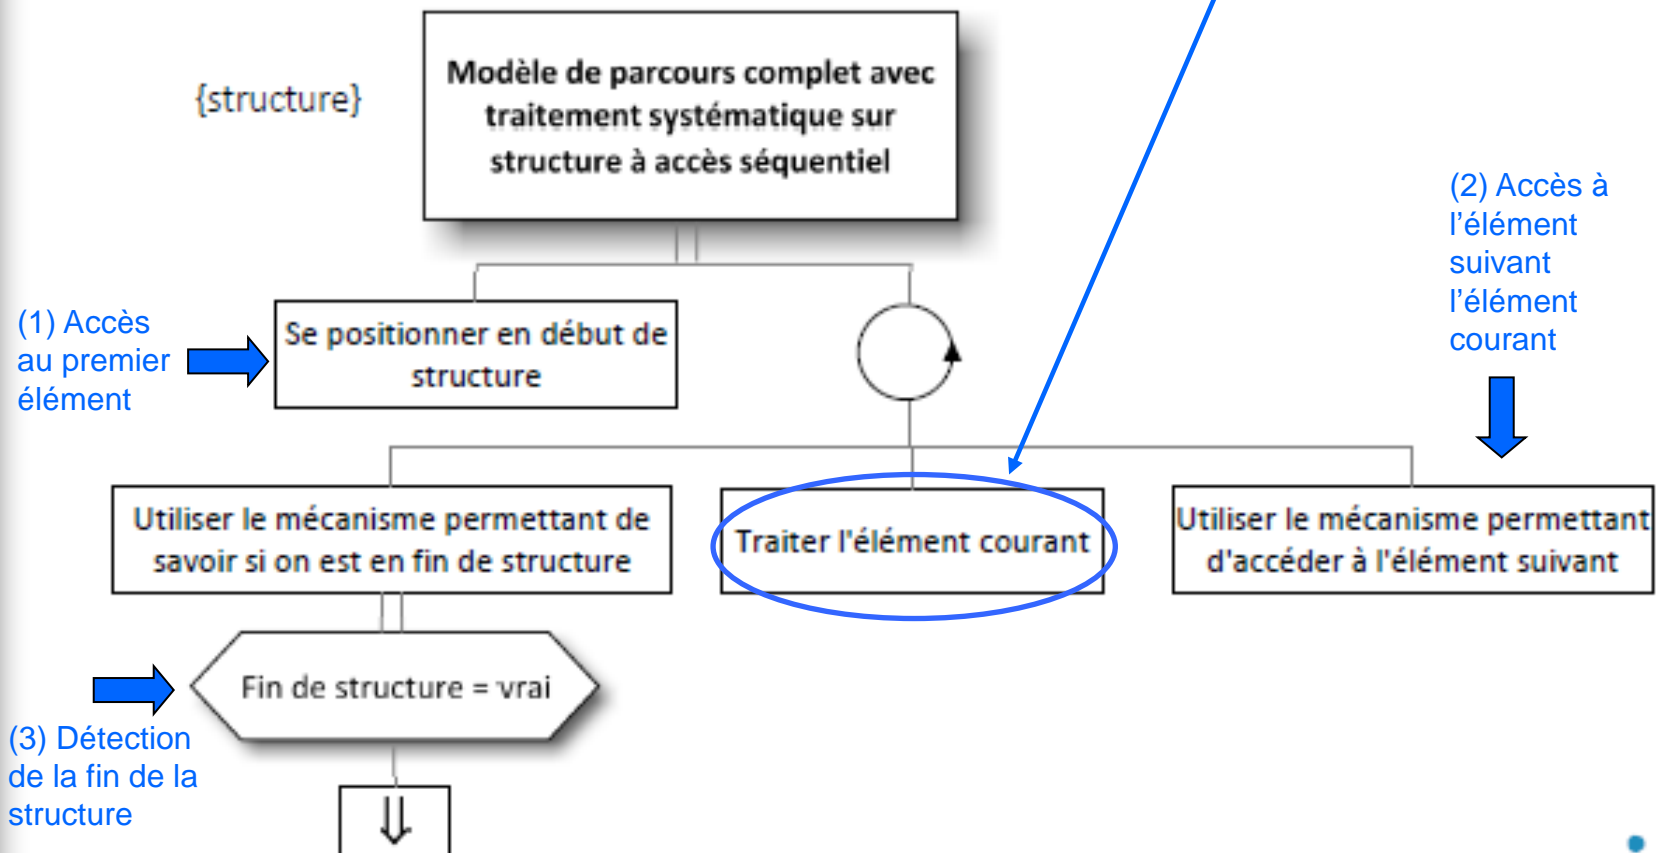 {structure}
Modèle de parcours complet avec
traitement systématique sur
structure à accès séquentiel
(2) Accès à
l’élément
suivant
l’élément
courant
(1) Accès
au premier
élément
Se positionner en début de
structure
Utiliser le mécanisme permettant de
savoir si on est en fin de structure
Traiter l'élément courant
Utiliser le mécanisme permettant
d'accéder à l'élément suivant
Fin de structure = vrai
(3) Détection
de la fin de la
structure
⇓